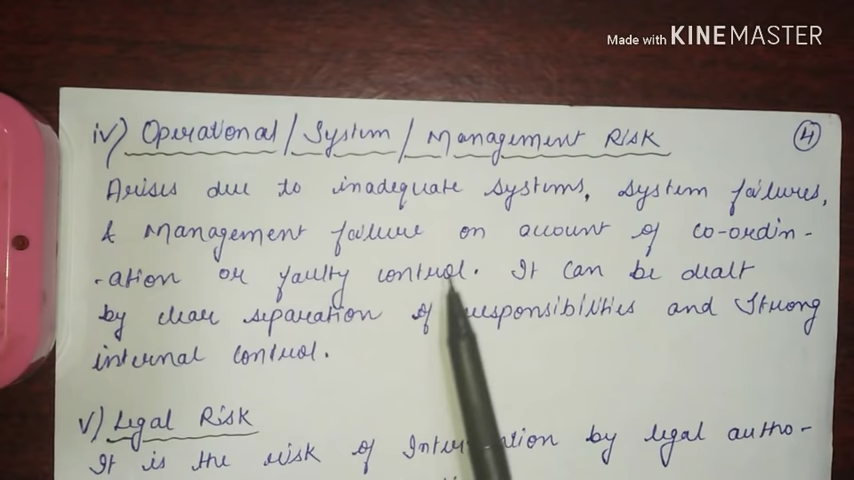 Made with KINEMASTER
iv) Operational / System / Management Risk
4
Arises due to inadequate systems, system failures,
& Management failure on account of co-ordin-
-ation or faulty control. It can be dealt
by clear separation of responsibilities and strong
internal control.
v) Legal Risk
It is the risk of by legal autho-